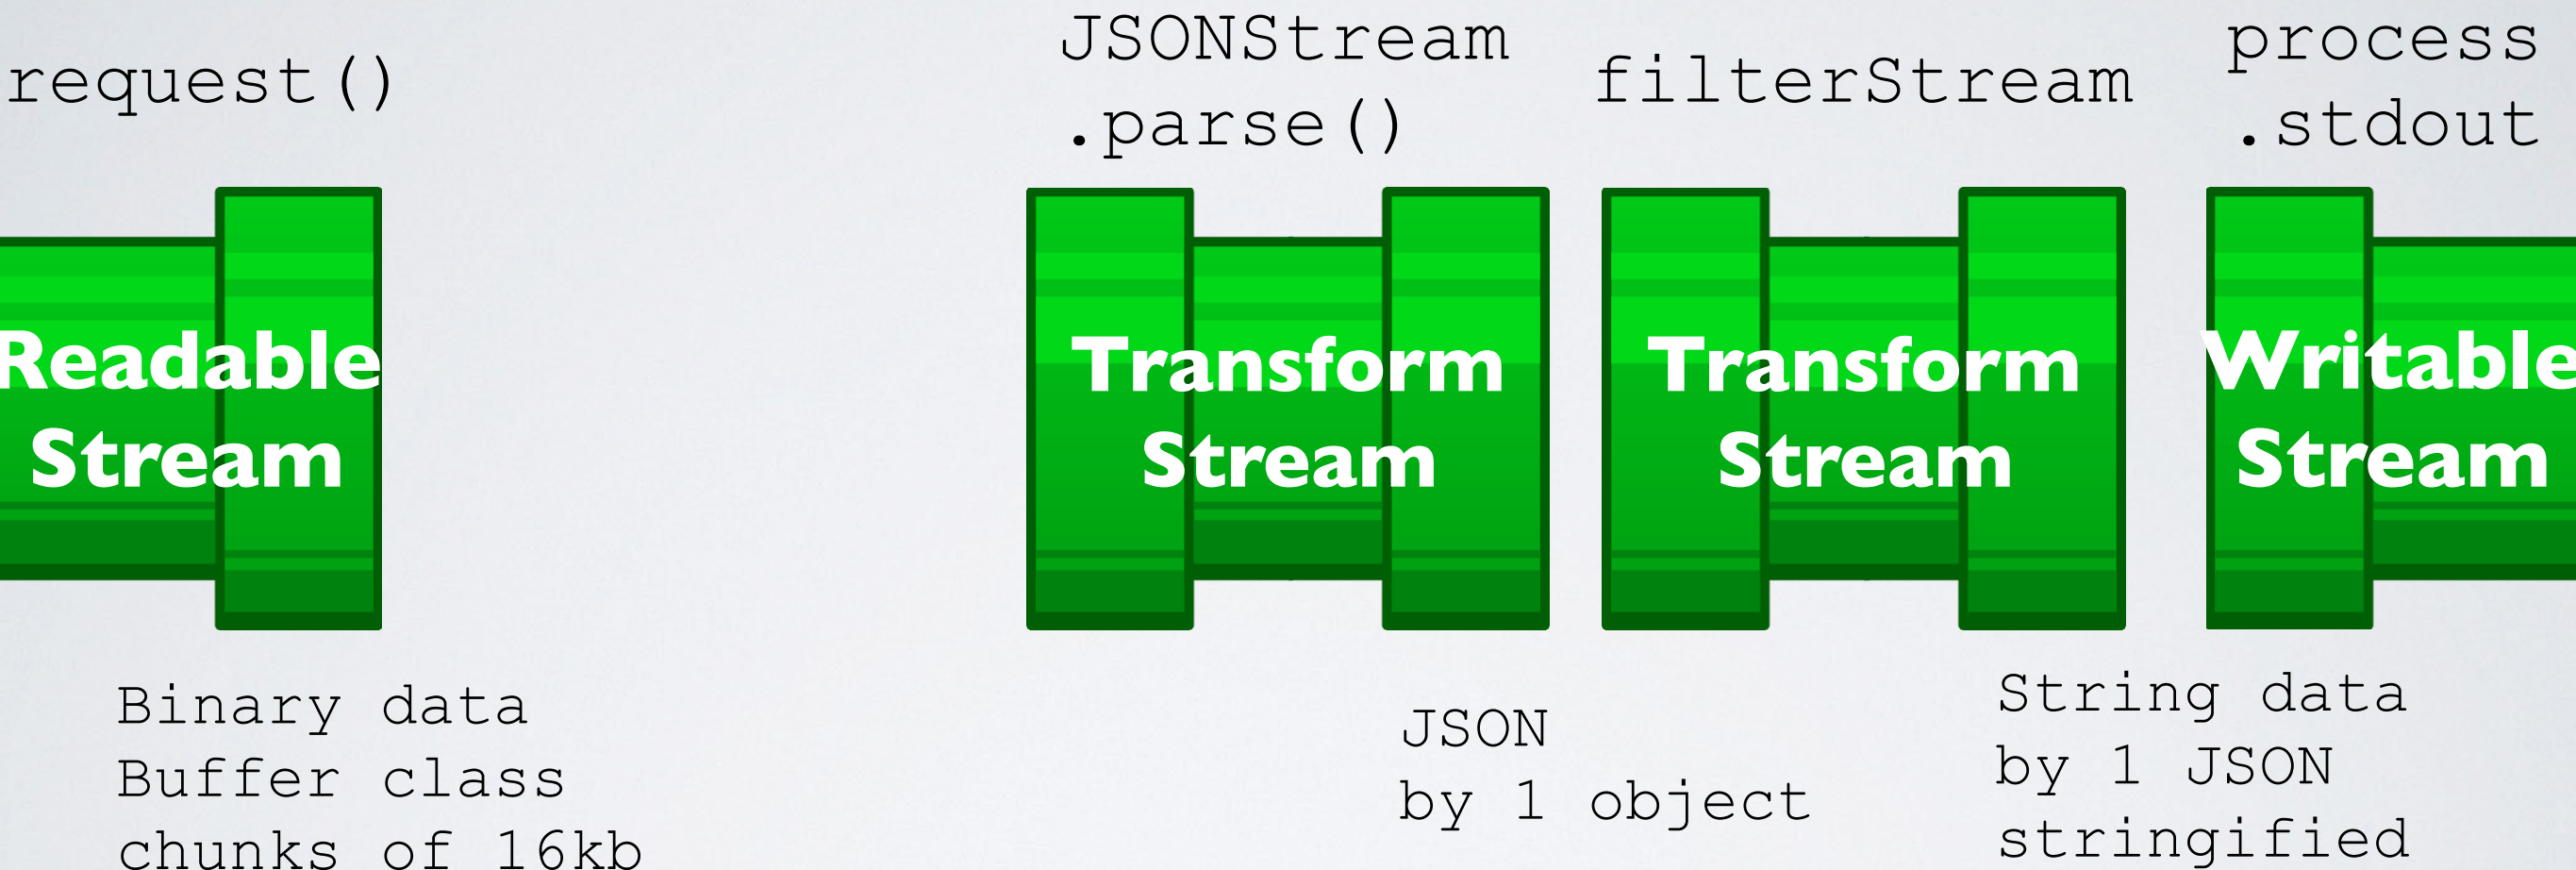 request()
JSONStream
.parse()
filterStream
process
.stdout
Readable
Stream
Transform
Stream
Transform
Stream
Writable
Stream
Binary data
Buffer class
chunks of 16kb
JSON
by 1 object
String data
by 1 JSON
stringified